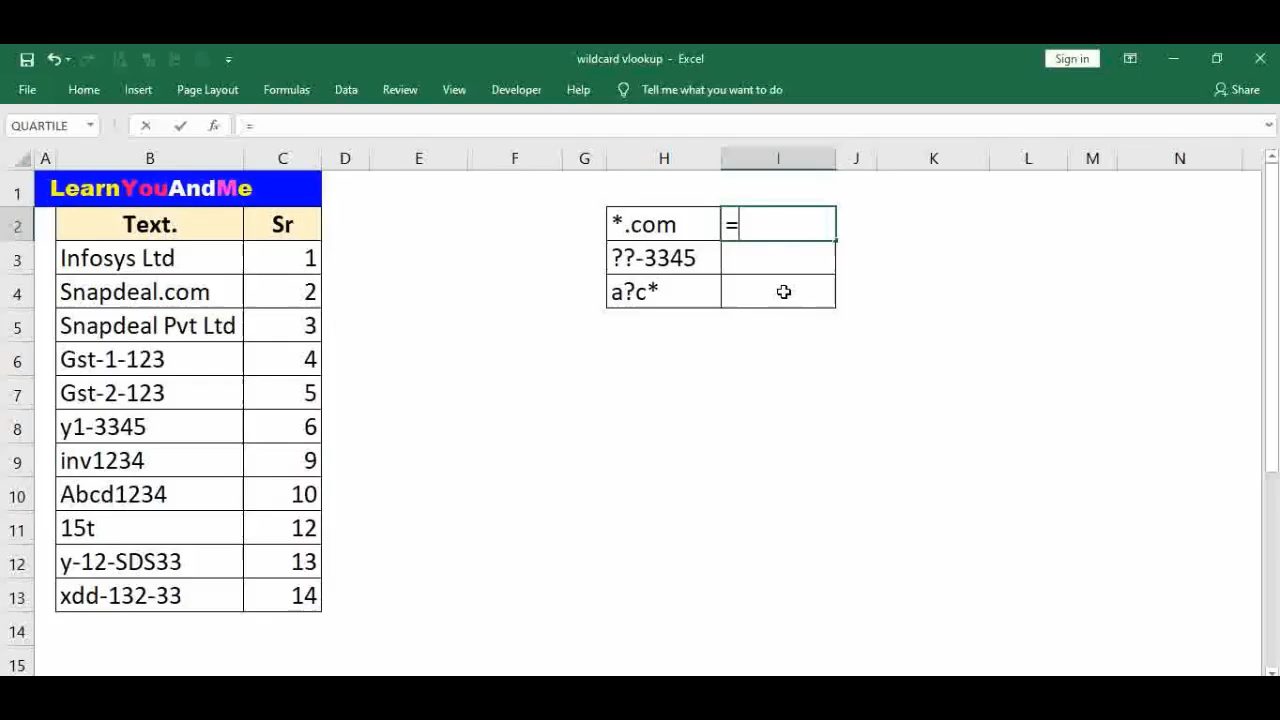 wildcard vlookup - Excel
Sign in
File Home Insert Page Layout Formulas Data Review View Developer Help Tell me what you want to do Share
QUARTILE fx =
A B C D E F G H I J K L M N
1 LearnYouAndMe
2 Text. Sr *.com =
3 Infosys Ltd 1 ??-3345
4 Snapdeal.com 2 a?c*
5 Snapdeal Pvt Ltd 3
6 Gst-1-123 4
7 Gst-2-123 5
8 y1-3345 6
9 inv1234 9
10 Abcd1234 10
11 15t 12
12 y-12-SDS33 13
13 xdd-132-33 14
14
15